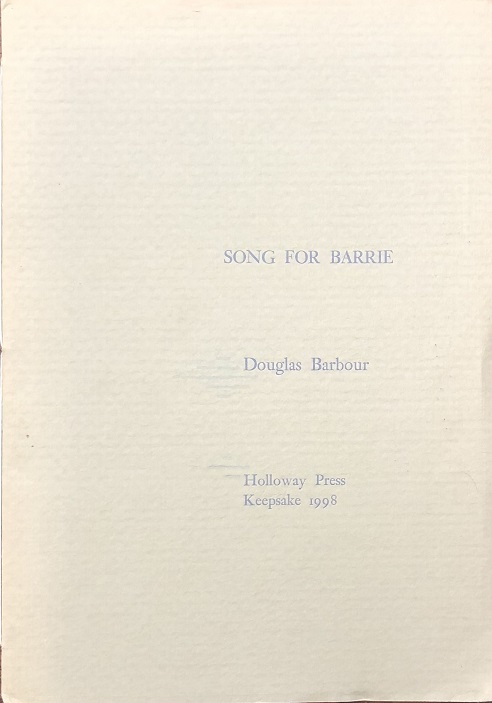 SONG FOR BARRIE
Douglas Barbour
Holloway Press
Keepsake 1998